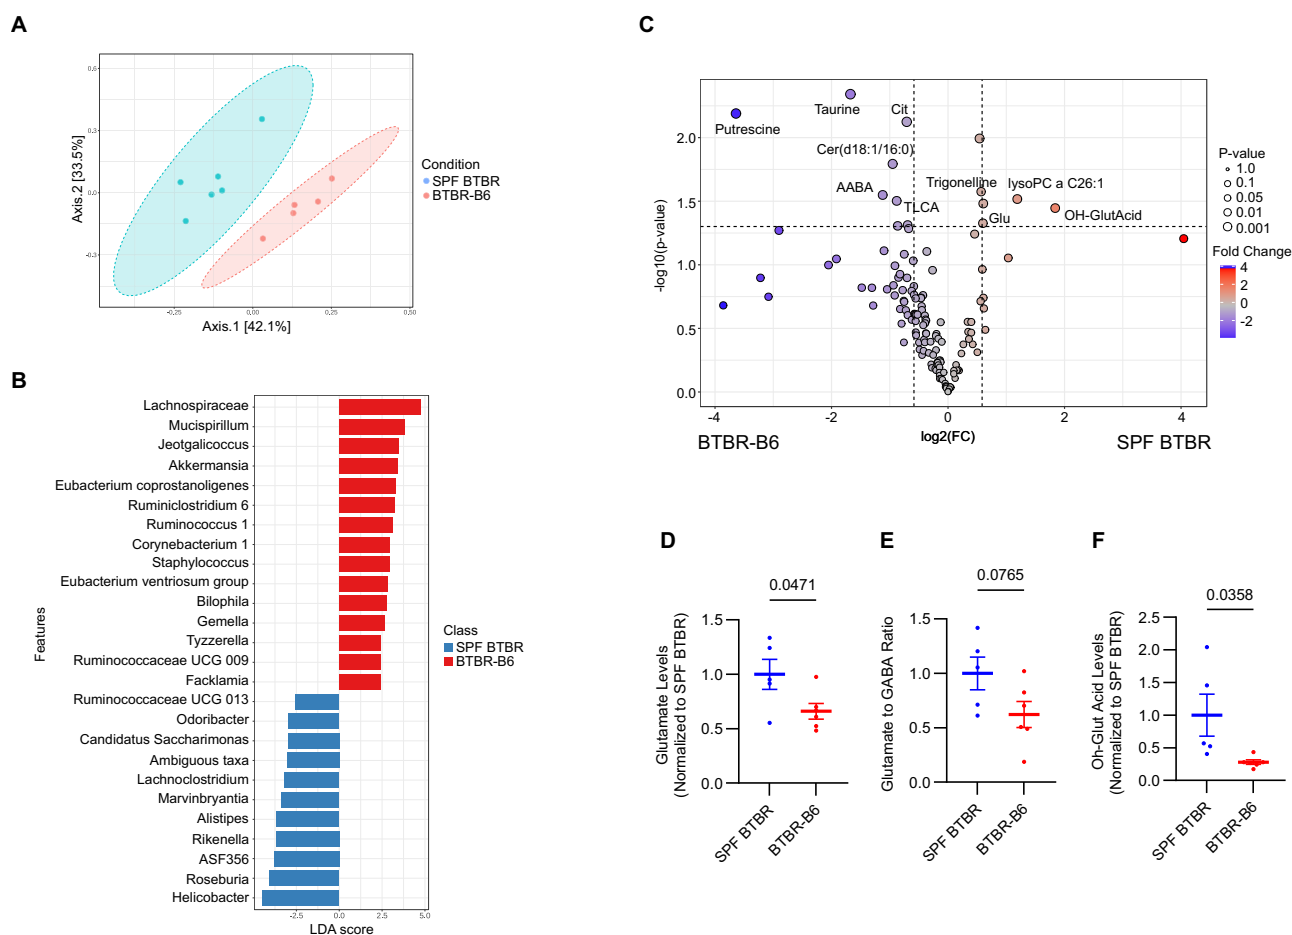 A
0.6
0.3
0.0
-0.3
Axis.2 [33.5%]
-0.25
0.00
0.25
0.50
Axis.1 [42.1%]
Condition
SPF BTBR
BTBR-B6
B
Features
Lachnospiraceae
Mucispirillum
Jeotgalicoccus
Akkermansia
Eubacterium coprostanoligenes
Ruminiclostridium 6
Ruminococcus 1
Corynebacterium 1
Staphylococcus
Eubacterium ventriosum group
Bilophila
Gemella
Tyzzerella
Ruminococcaceae UCG 009
Facklamia
Ruminococcaceae UCG 013
Odoribacter
Candidatus Saccharimonas
Ambiguous taxa
Lachnoclostridium
Marvinbryantia
Alistipes
Rikenella
ASF356
Roseburia
Helicobacter
-2.5
0.0
2.5
5.0
LDA score
Class
SPF BTBR
BTBR-B6
C
-log10(p-value)
2.0
1.5
1.0
0.5
0.0
Putrescine
Taurine
Cit
Cer(d18:1/16:0)
AABA
TLCA
Trigonelline
lysoPC a C26:1
Glu
OH-GlutAcid
-4
-2
0
2
4
BTBR-B6
log2(FC)
SPF BTBR
P-value
1.0
0.1
0.05
0.01
0.001
Fold Change
4
2
0
-2
D
0.0471
Glutamate Levels
(Normalized to SPF BTBR)
1.5
1.0
0.5
0.0
SPF BTBR
BTBR-B6
E
0.0765
Glutamate to GABA Ratio
1.5
1.0
0.5
0.0
SPF BTBR
BTBR-B6
F
0.0358
Oh-Glut Acid Levels
(Normalized to SPF BTBR)
2.5
2.0
1.5
1.0
0.5
0.0
SPF BTBR
BTBR-B6